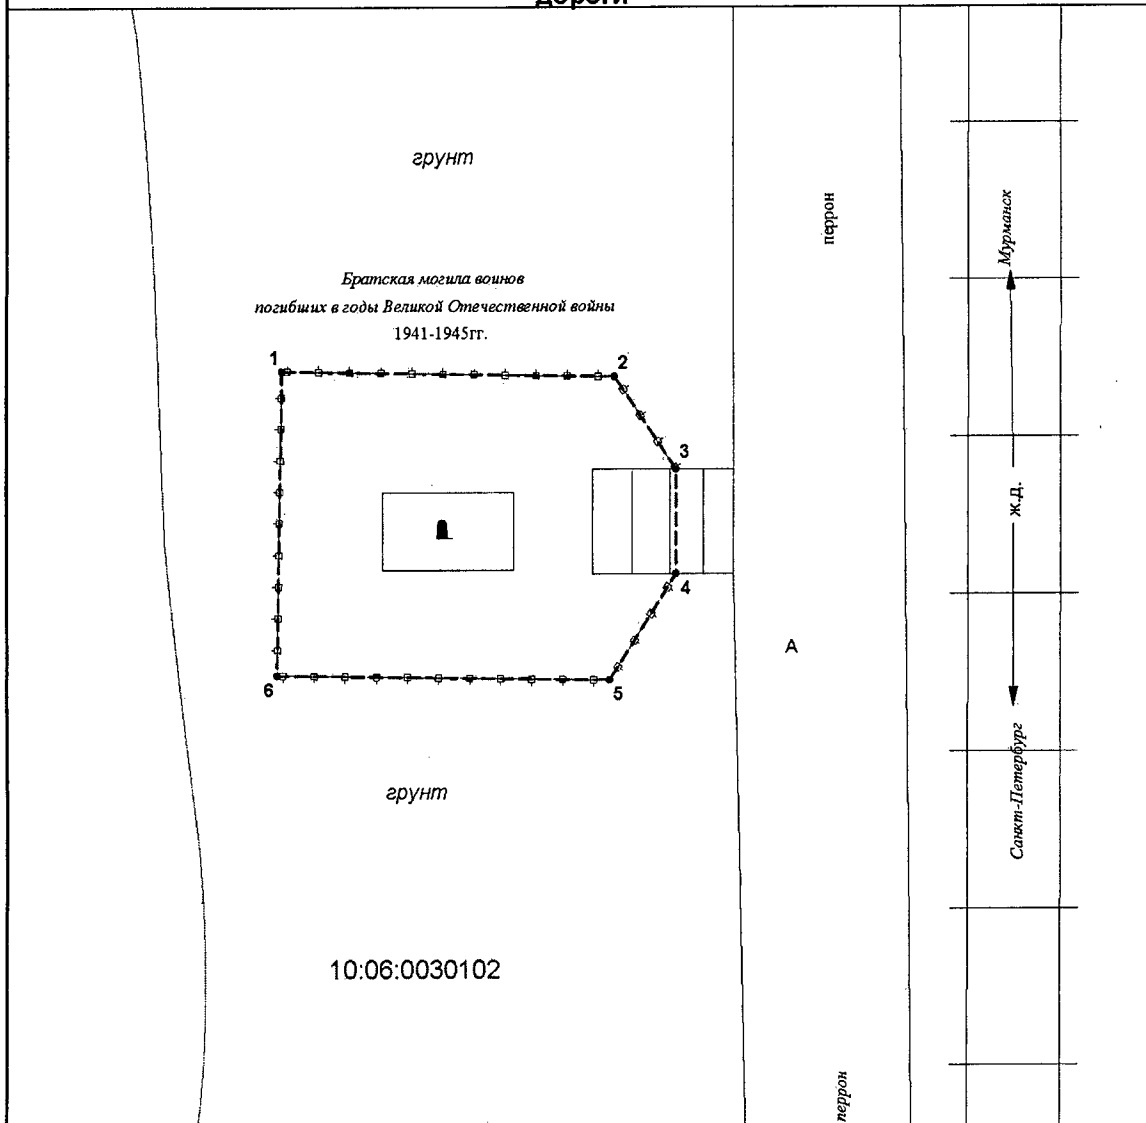 дороги
грунт
перрон
Мурманск
Братская могила воинов
погибших в годы Великой Отечественной войны
1941-1945гг.
1
2
3
ж.д.
4
А
6
5
Санкт-Петербург
грунт
10:06:0030102
перрон